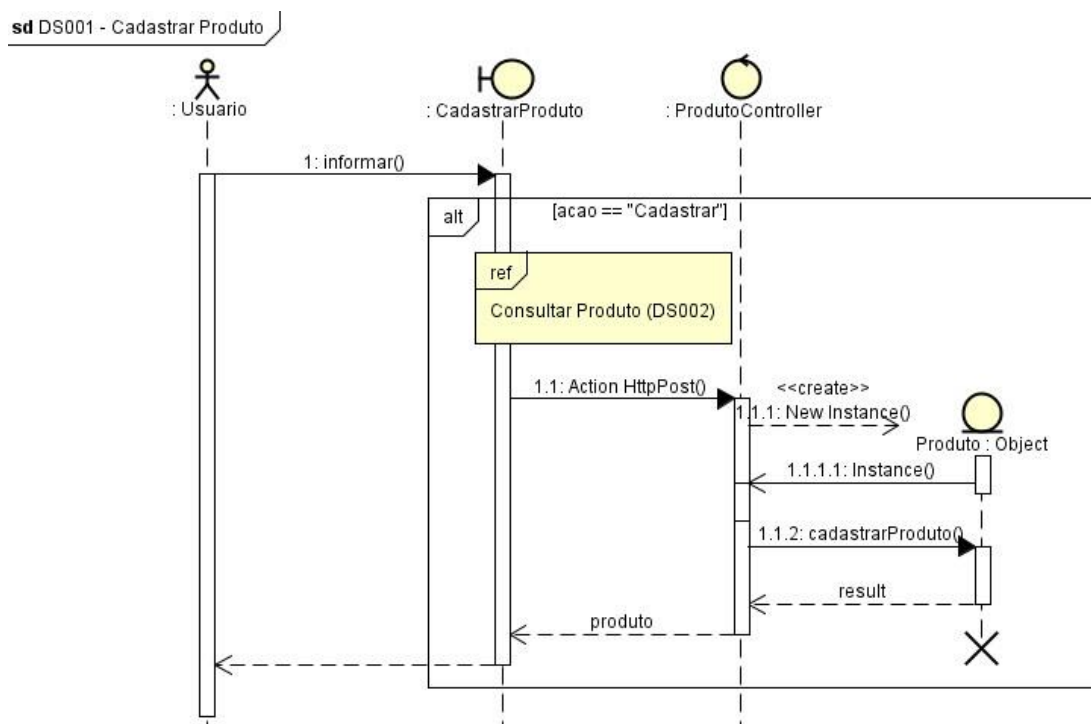 sd DS001 - Cadastrar Produto
: Usuario
: CadastrarProduto
: ProdutoController
1: informar()
alt
[acao == "Cadastrar"]
ref
Consultar Produto (DS002)
1.1: Action HttpPost()
<<create>>
1.1.1: New Instance()
Produto : Object
1.1.1.1: Instance()
1.1.2: cadastrarProduto()
result
produto